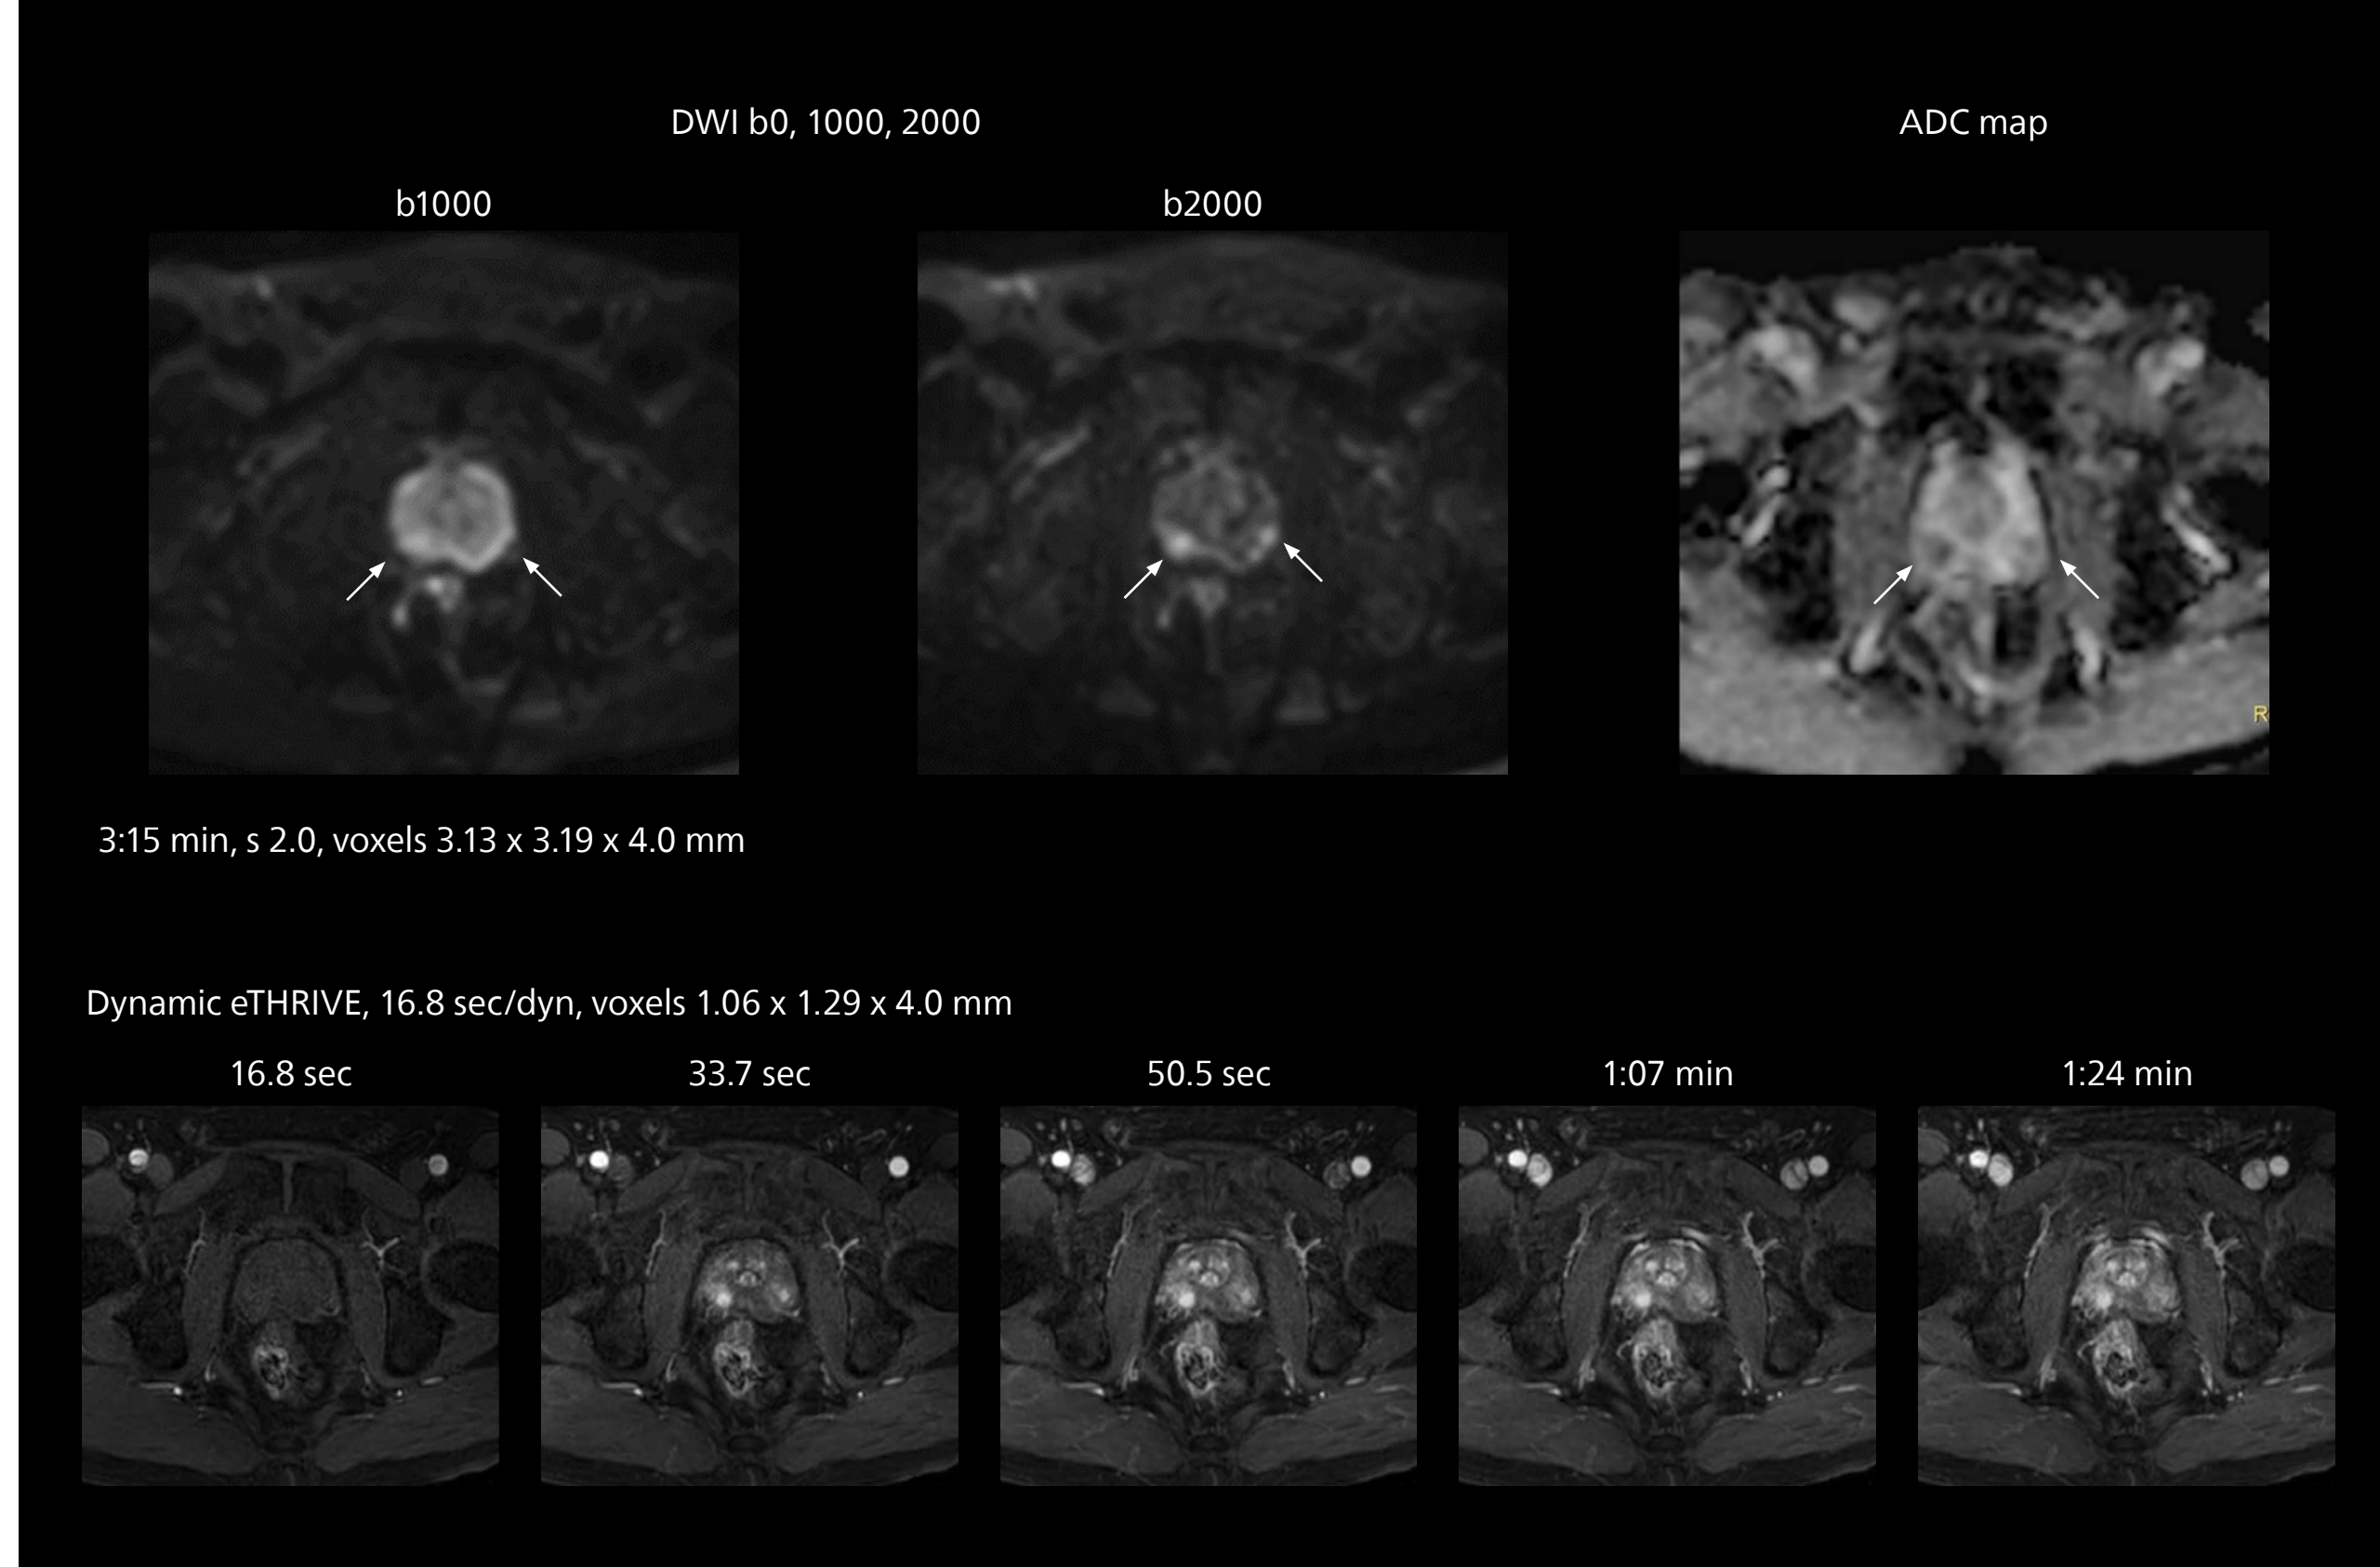 DWI b0, 1000, 2000
ADC map
b1000
b2000
R
3:15 min, s 2.0, voxels 3.13 x 3.19 x 4.0 mm
Dynamic eTHRIVE, 16.8 sec/dyn, voxels 1.06 x 1.29 x 4.0 mm
16.8 sec
33.7 sec
50.5 sec
1:07 min
1:24 min